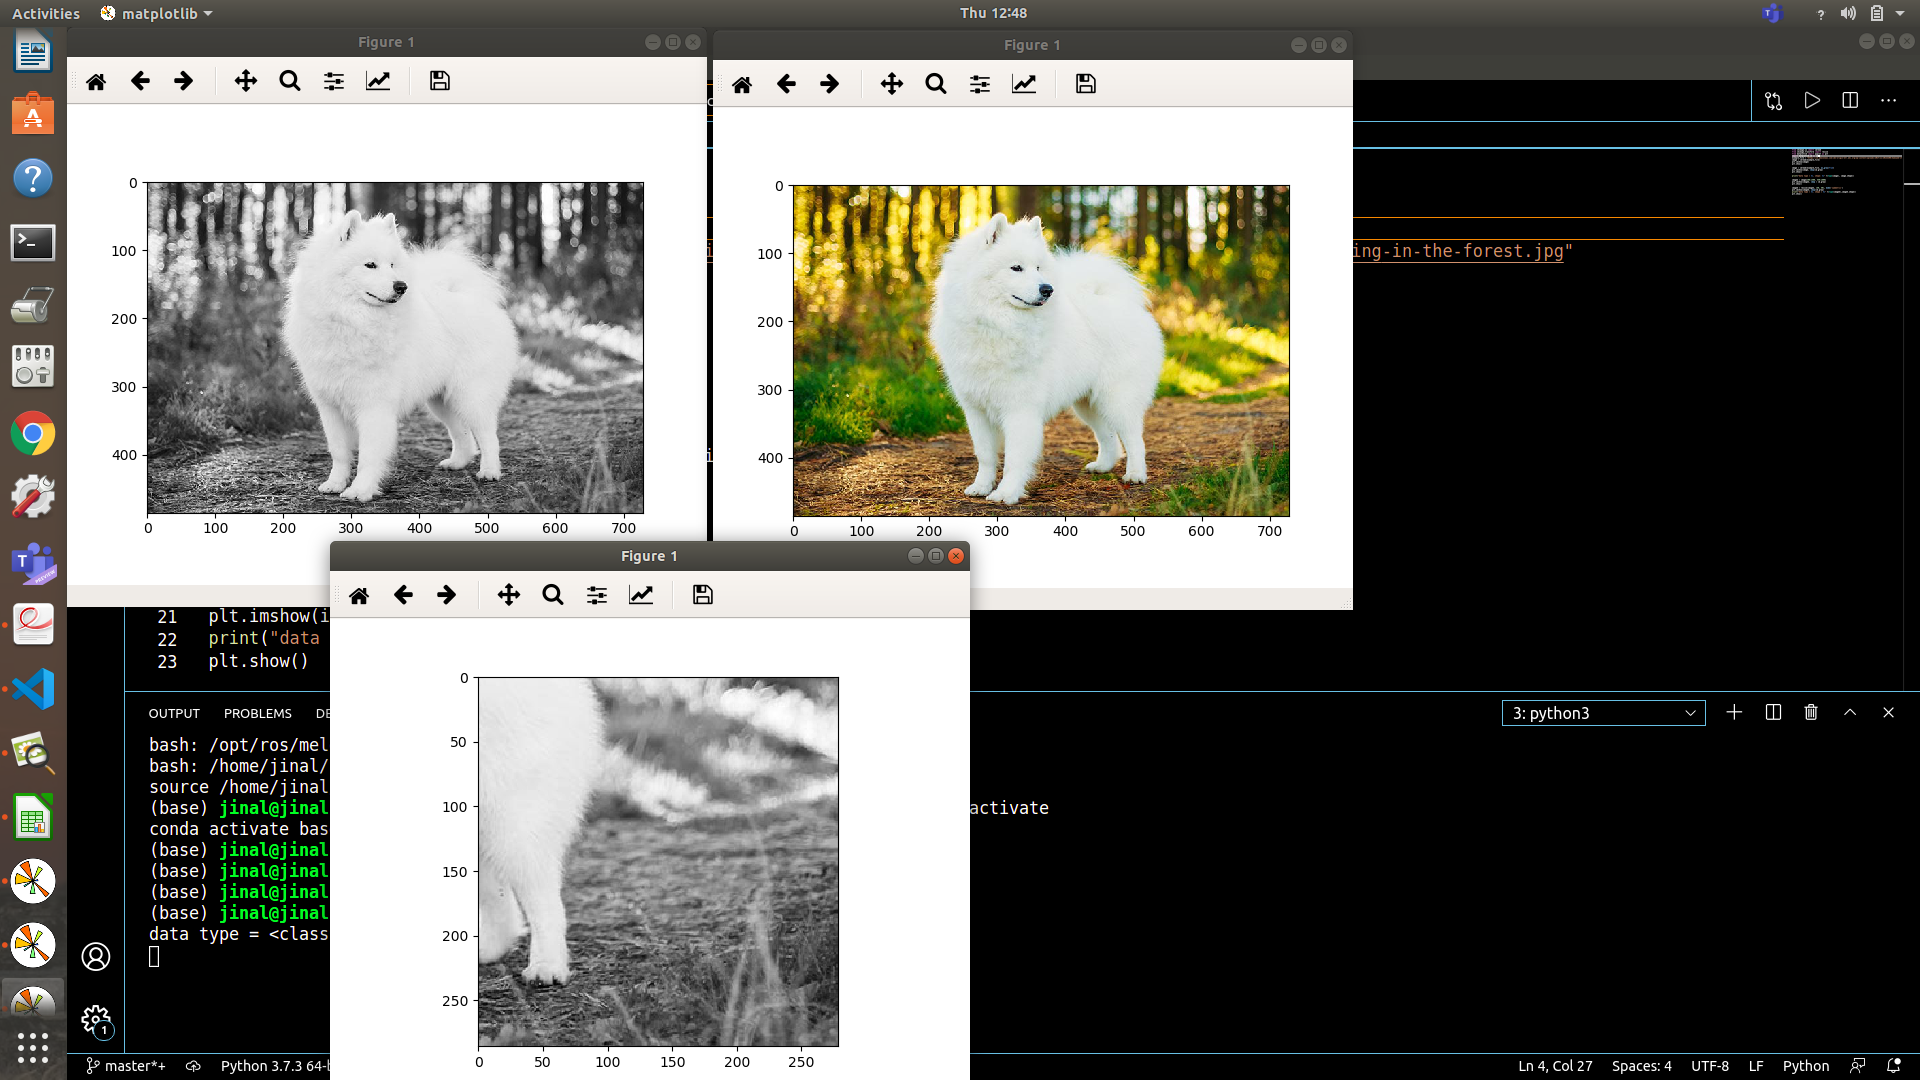 Activities
matplotlib
Thu 12:48
Figure 1
Figure 1
0
100
200
300
400
0 100 200 300 400 500 600 700
0
100
200
300
400
0 100 200 300 400 500 600 700
ing-in-the-forest.jpg"
Figure 1
0
50
100
150
200
250
0 50 100 150 200 250
21 plt.imshow(i
22 print("data
23 plt.show()
OUTPUT PROBLEMS DE
3: python3
bash: /opt/ros/mel
bash: /home/jinal/
source /home/jinal
(base) jinal@jinal activate
conda activate bas
(base) jinal@jinal
(base) jinal@jinal
(base) jinal@jinal
(base) jinal@jinal
data type = <class
1
master*+ Python 3.7.3 64-b Ln 4, Col 27 Spaces: 4 UTF-8 LF Python